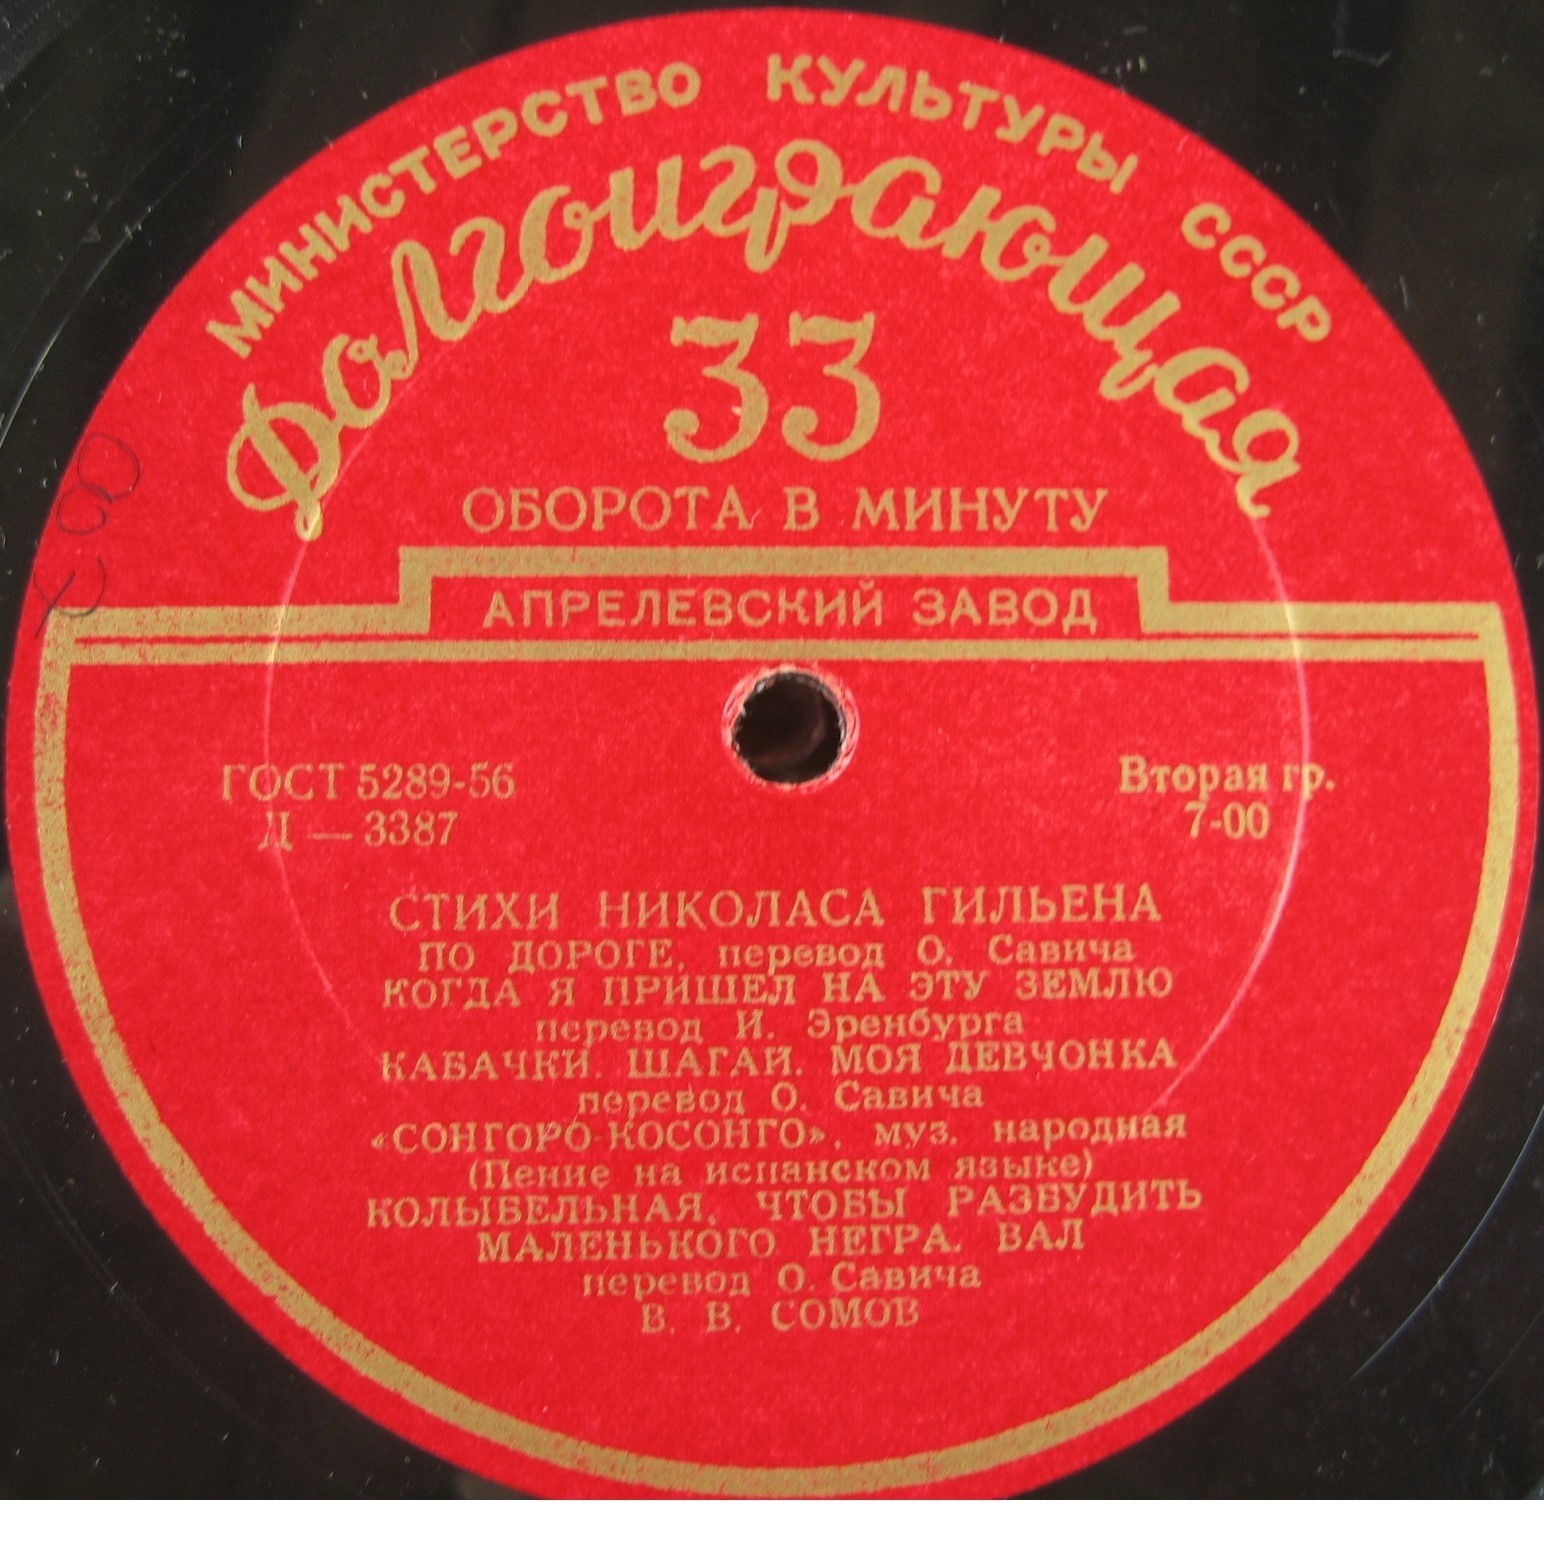 МИНИСТЕРСТВО КУЛЬТУРЫ СССР
Долгоиграющая
33
ОБОРОТА В МИНУТУ
АПРЕЛЕВСКИЙ ЗАВОД
ГОСТ 5289-56
Д — 3387
Вторая гр.
7-00
СТИХИ НИКОЛАСА ГИЛЬЕНА
ПО ДОРОГЕ, перевод О. Савича
КОГДА Я ПРИШЕЛ НА ЭТУ ЗЕМЛЮ
перевод И. Эренбурга
КАБАЧКИ. ШАГАЙ. МОЯ ДЕВЧОНКА
перевод О. Савича
«СОНГОРО-КОСОНГО», муз. народная
(Пение на испанском языке)
КОЛЫБЕЛЬНАЯ, ЧТОБЫ РАЗБУДИТЬ
МАЛЕНЬКОГО НЕГРА. ВАЛ
перевод О. Савича
В. В. СОМОВ